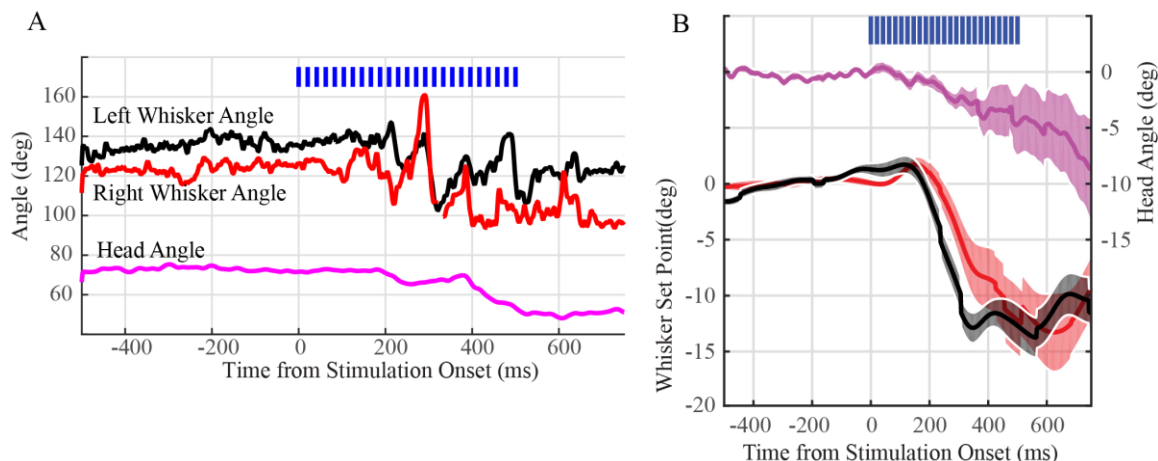 A
Left Whisker Angle
Right Whisker Angle
Head Angle
Angle (deg)
160
140
120
100
80
60
-400
-200
0
200
400
600
Time from Stimulation Onset (ms)
B
Whisker Set Point(deg)
0
-5
-10
-15
-20
Head Angle (deg)
0
-5
-10
-15
-400
-200
0
200
400
600
Time from Stimulation Onset (ms)